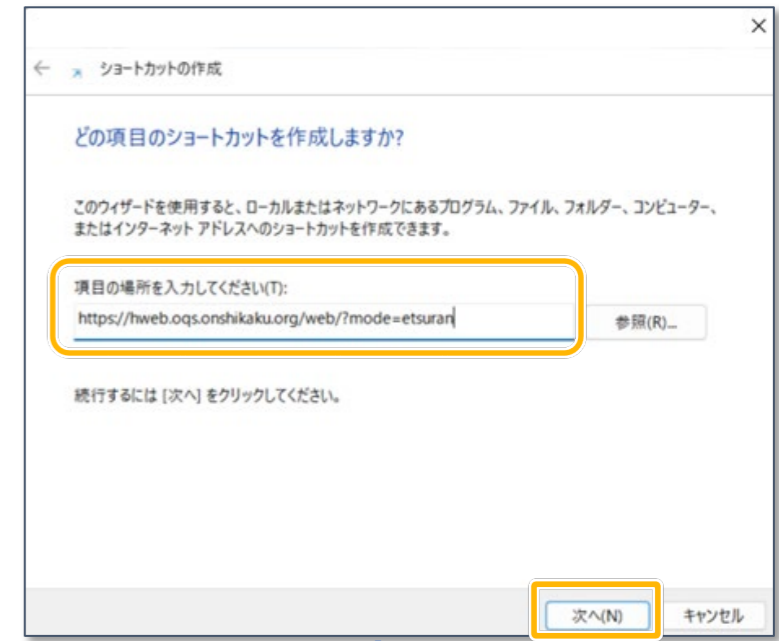 ショートカットの作成
どの項目のショートカットを作成しますか?
このウィザードを使用すると、ローカルまたはネットワークにあるプログラム、ファイル、フォルダー、コンピューター、
またはインターネット アドレスへのショートカットを作成できます。
項目の場所を入力してください(T):
https://hweb.oqs.onshikaku.org/web/?mode=etsuran
参照(R)...
続行するには [次へ] をクリックしてください。
次へ(N)
キャンセル